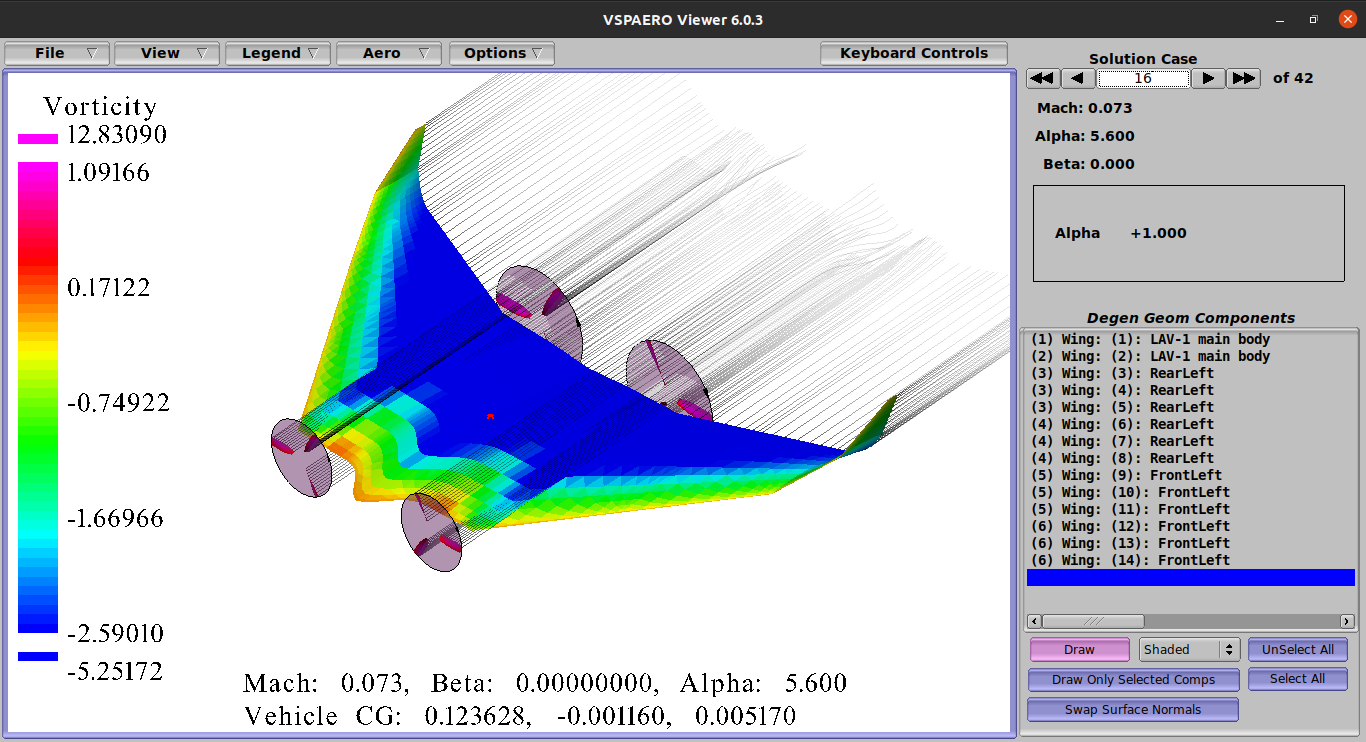 VSPAERO Viewer 6.0.3
File View Legend Aero Options Keyboard Controls
Vorticity
12.83090
1.09166
0.17122
-0.74922
-1.66966
-2.59010
-5.25172
Mach: 0.073, Beta: 0.00000000, Alpha: 5.600
Vehicle CG: 0.123628, -0.001160, 0.005170
Solution Case
16 of 42
Mach: 0.073
Alpha: 5.600
Beta: 0.000
Alpha +1.000
Degen Geom Components
(1) Wing: (1): LAV-1 main body
(2) Wing: (2): LAV-1 main body
(3) Wing: (3): RearLeft
(3) Wing: (4): RearLeft
(3) Wing: (5): RearLeft
(4) Wing: (6): RearLeft
(4) Wing: (7): RearLeft
(4) Wing: (8): RearLeft
(5) Wing: (9): FrontLeft
(5) Wing: (10): FrontLeft
(5) Wing: (11): FrontLeft
(6) Wing: (12): FrontLeft
(6) Wing: (13): FrontLeft
(6) Wing: (14): FrontLeft
Draw Shaded UnSelect All
Draw Only Selected Comps Select All
Swap Surface Normals